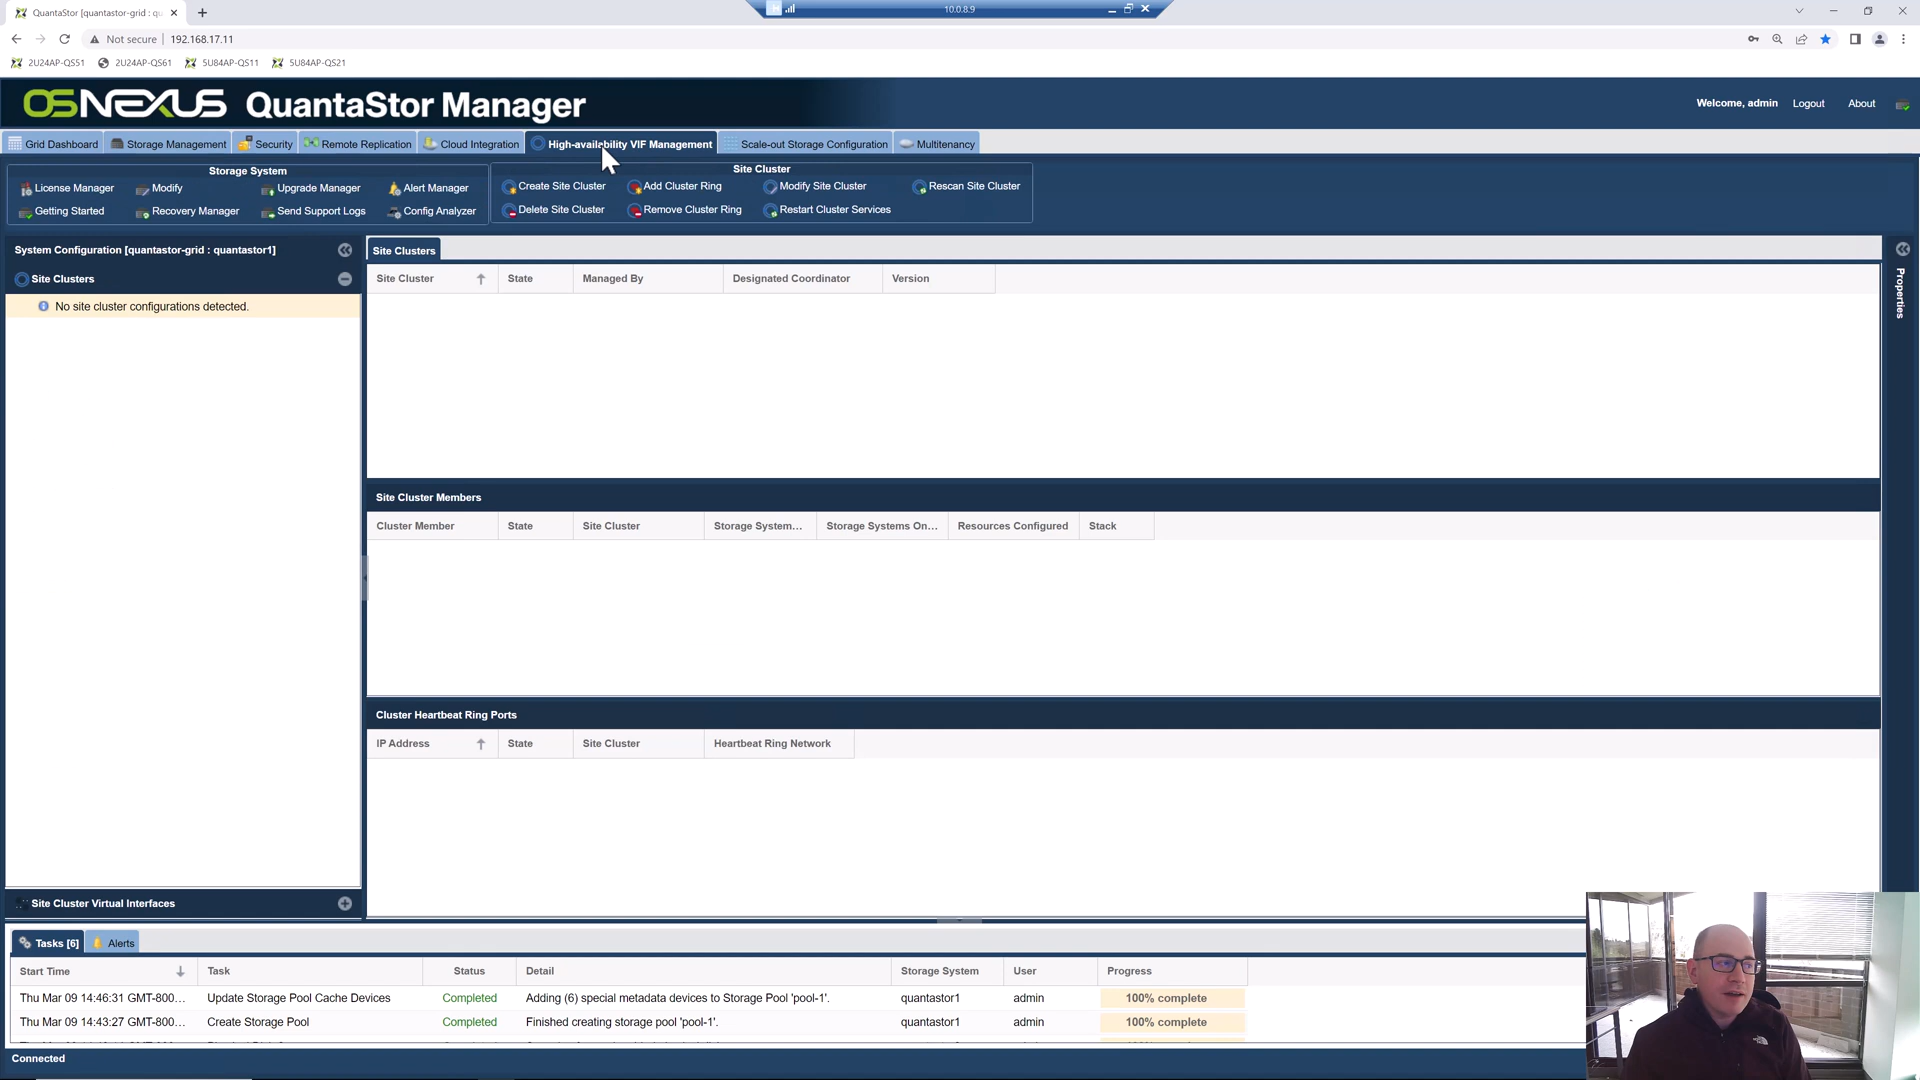 QuantaStor [quantastor-grid : qu
10.0.8.9
Not secure
192.168.17.11
2U24AP-QS51
2U24AP-QS61
5U84AP-QS11
5U84AP-QS21
OSNEXUS QuantaStor Manager
Welcome, admin
Logout
About
Grid Dashboard
Storage Management
Security
Remote Replication
Cloud Integration
High-availability VIF Management
Scale-out Storage Configuration
Multitenancy
Storage System
License Manager
Modify
Upgrade Manager
Alert Manager
Getting Started
Recovery Manager
Send Support Logs
Config Analyzer
Site Cluster
Create Site Cluster
Add Cluster Ring
Modify Site Cluster
Rescan Site Cluster
Delete Site Cluster
Remove Cluster Ring
Restart Cluster Services
System Configuration [quantastor-grid : quantastor1]
Site Clusters
No site cluster configurations detected.
Site Cluster Virtual Interfaces
Site Clusters
Site Cluster
State
Managed By
Designated Coordinator
Version
Properties
Site Cluster Members
Cluster Member
State
Site Cluster
Storage System...
Storage Systems On...
Resources Configured
Stack
Cluster Heartbeat Ring Ports
IP Address
State
Site Cluster
Heartbeat Ring Network
Tasks [6]
Alerts
Start Time
Task
Status
Detail
Storage System
User
Progress
Thu Mar 09 14:46:31 GMT-800...
Update Storage Pool Cache Devices
Completed
Adding (6) special metadata devices to Storage Pool 'pool-1'.
quantastor1
admin
100% complete
Thu Mar 09 14:43:27 GMT-800...
Create Storage Pool
Completed
Finished creating storage pool 'pool-1'.
quantastor1
admin
100% complete
Connected